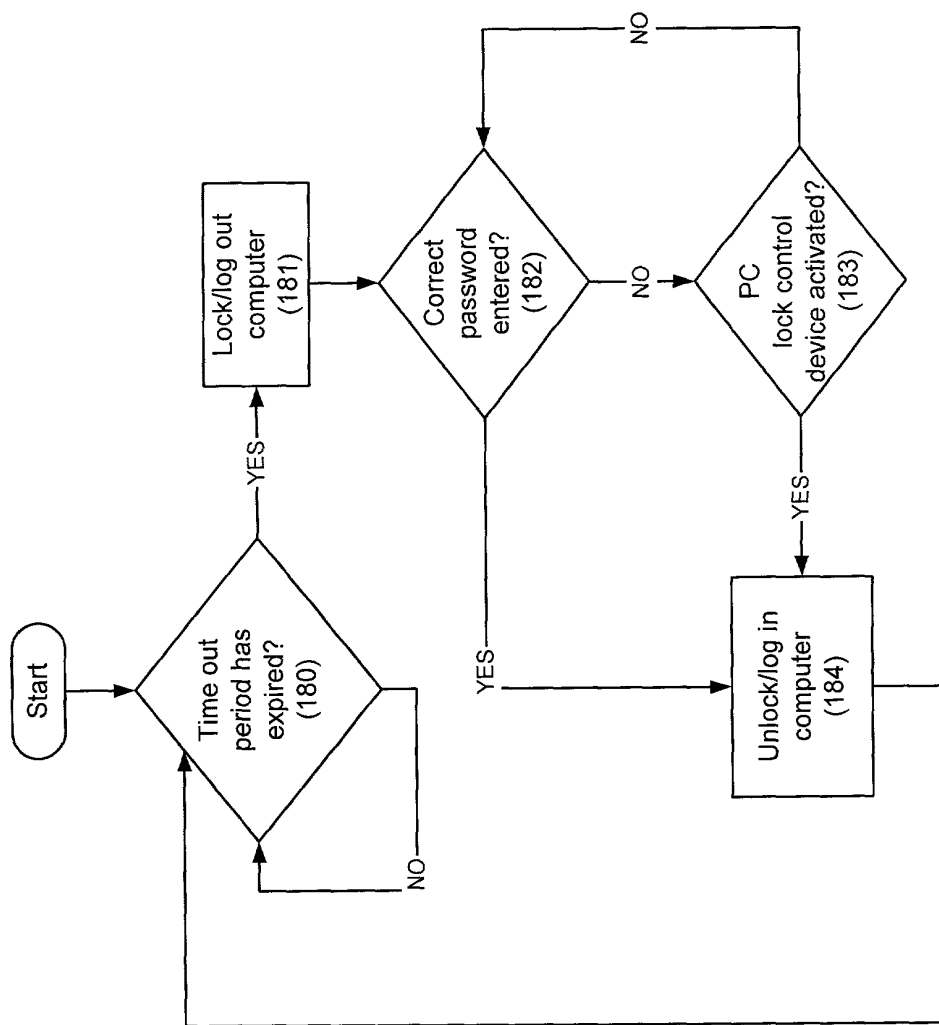 Start
Time out
period has
expired?
(180)
YES
NO
Lock/log out
computer
(181)
Correct
password
entered?
(182)
YES
NO
PC
lock control
device activated?
(183)
NO
YES
Unlock/log in
computer
(184)